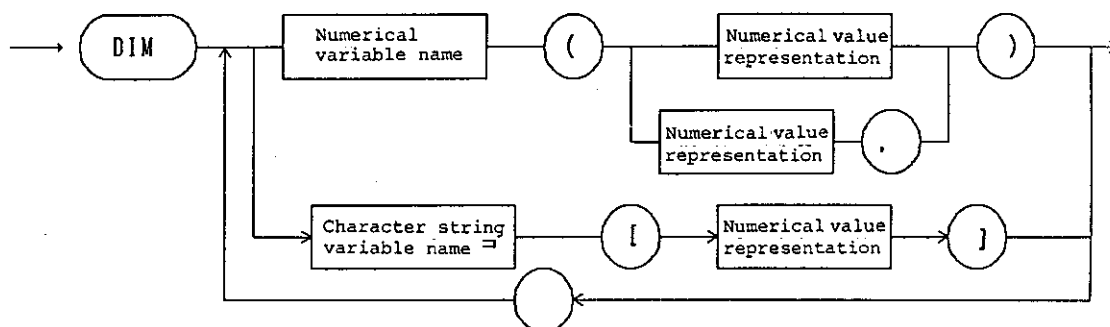 DIM
Numerical
variable name
(
Numerical value
representation
)
Numerical value
representation
,
Character string
variable name
[
Numerical value
representation
]